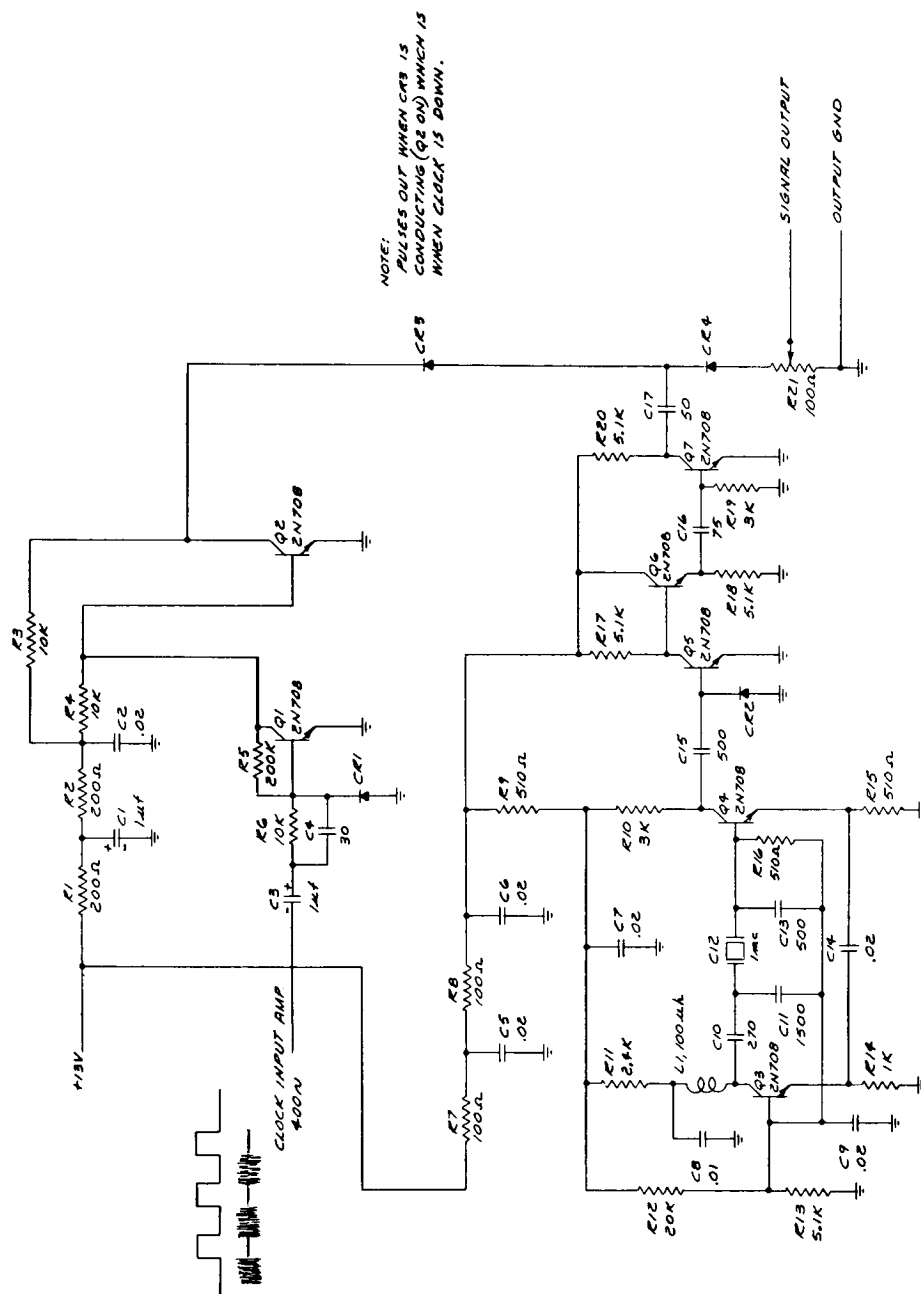 +13V
R1
200Ω
C1
1µf
+
-
R2
200Ω
C2
.02
R3
10K
R4
10K
R5
200K
Q1
2N708
Q2
2N708
CLOCK INPUT AMP
400N
C3
-
+
1µf
R6
10K
C4
30
CR1
CR3
NOTE:
PULSES OUT WHEN CR3 IS
CONDUCTING (Q2 ON) WHICH IS
WHEN CLOCK IS DOWN.
R7
100Ω
C5
.02
R8
100Ω
C6
.02
R9
510Ω
R17
5.1K
Q6
2N708
R20
5.1K
C17
50
CR4
R21
100Ω
SIGNAL OUTPUT
OUTPUT GND
C7
.02
R10
3K
C15
500
Q5
2N708
CR2
R18
5.1K
C16
75
R19
3K
Q7
2N708
R12
20K
R11
2.4K
C8
.01
L1, 100µh
C10
270
C12
1mc
Q4
2N708
Q3
2N708
C11
1500
C13
500
R16
510Ω
R13
5.1K
C9
.02
R14
1K
C14
.02
R15
510Ω